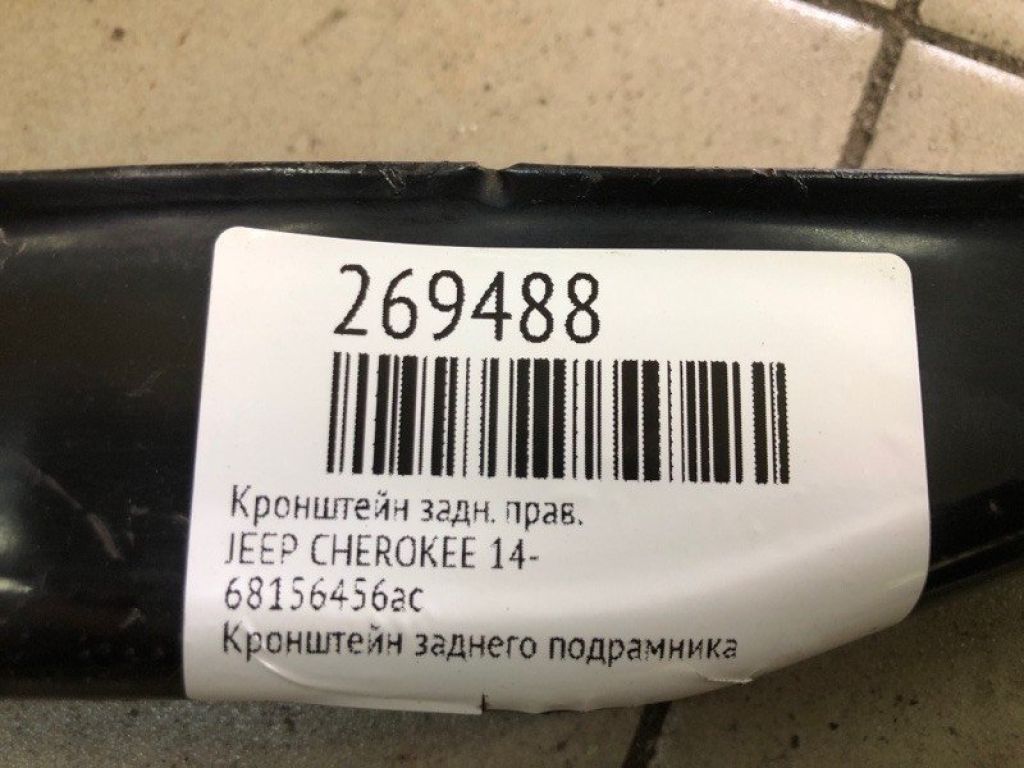 269488
Кронштейн задн. прав.
JEEP CHEROKEE 14-
68156456ac
Кронштейн заднего подрамника